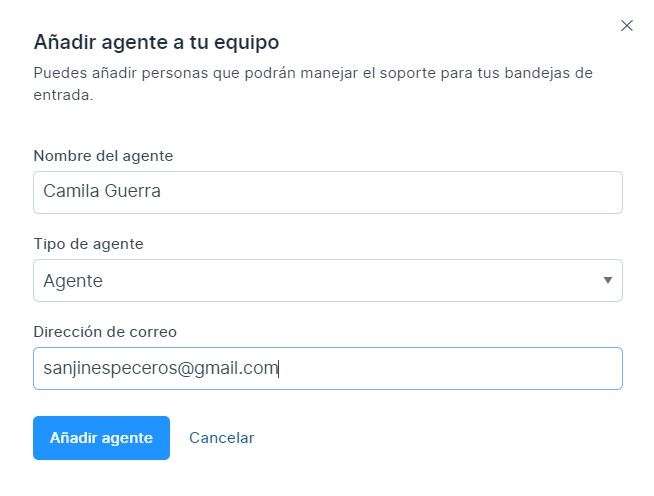 Añadir agente a tu equipo
Puedes añadir personas que podrán manejar el soporte para tus bandejas de
entrada.
Nombre del agente
Camila Guerra
Tipo de agente
Agente
Dirección de correo
sanjinespeceros@gmail.com
Añadir agente Cancelar